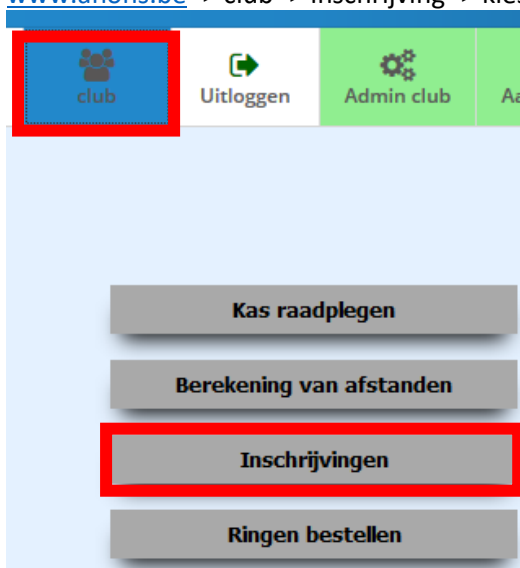 club Uitloggen Admin club
Kas raadplegen
Berekening van afstanden
Inschrijvingen
Ringen bestellen